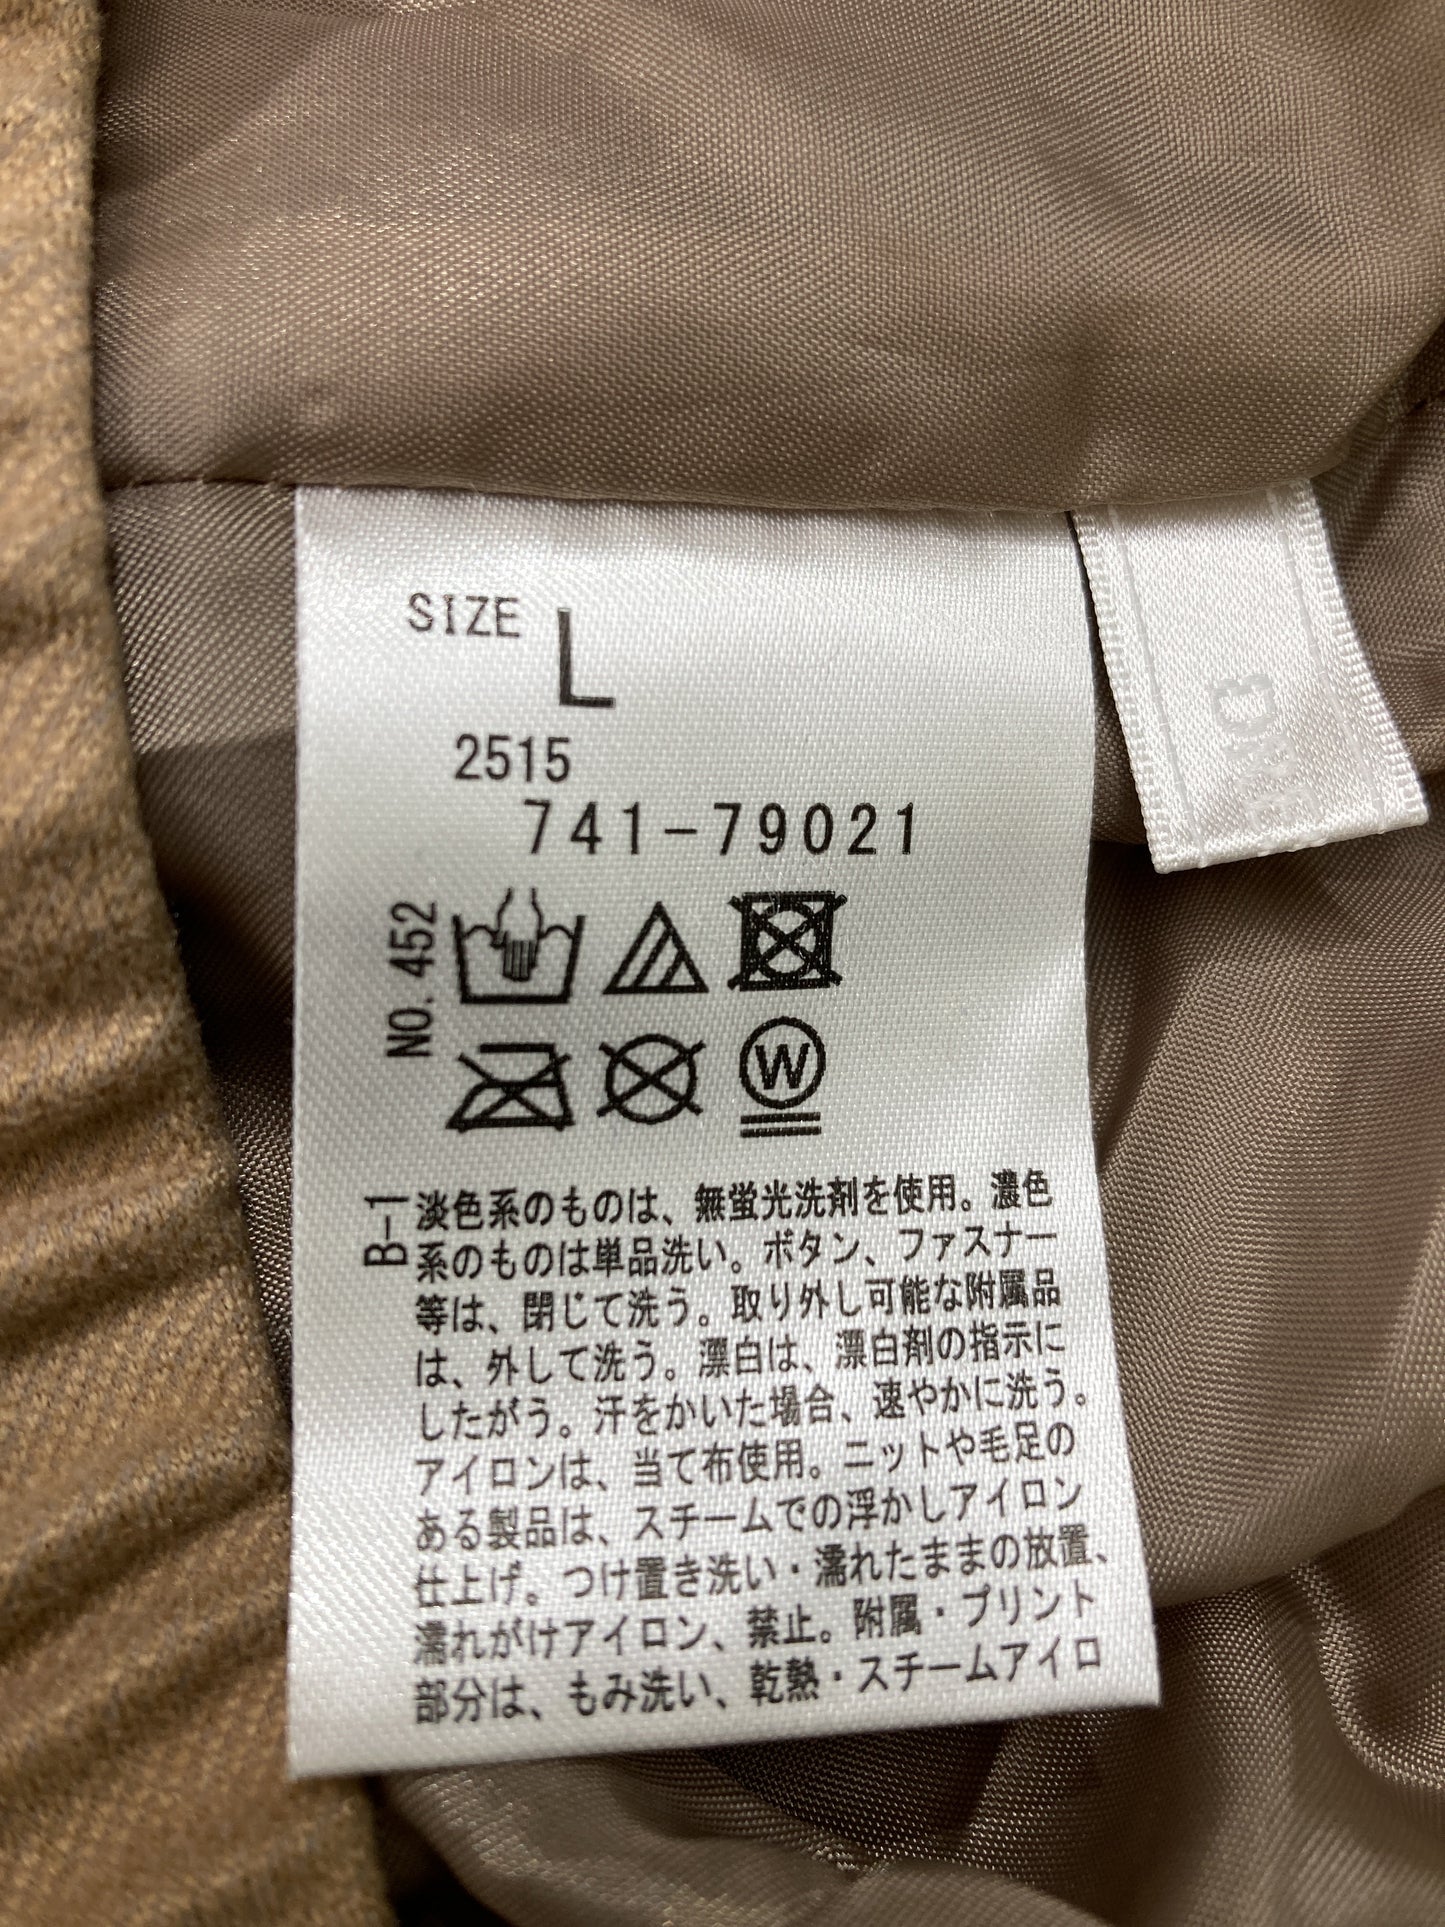 SIZE L
2515
741-79021
NO. 452
W
B-1
淡色系のものは、無蛍光洗剤を使用。濃色
系のものは単品洗い。ボタン、ファスナー
等は、閉じて洗う。取り外し可能な附属品
は、外して洗う。漂白は、漂白剤の指示に
したがう。汗をかいた場合、速やかに洗う。
アイロンは、当て布使用。ニットや毛足の
ある製品は、スチームでの浮かしアイロン
仕上げ。つけ置き洗い・濡れたままの放置、
濡れがけアイロン、禁止。附属・プリント
部分は、もみ洗い、乾熱・スチームアイロ